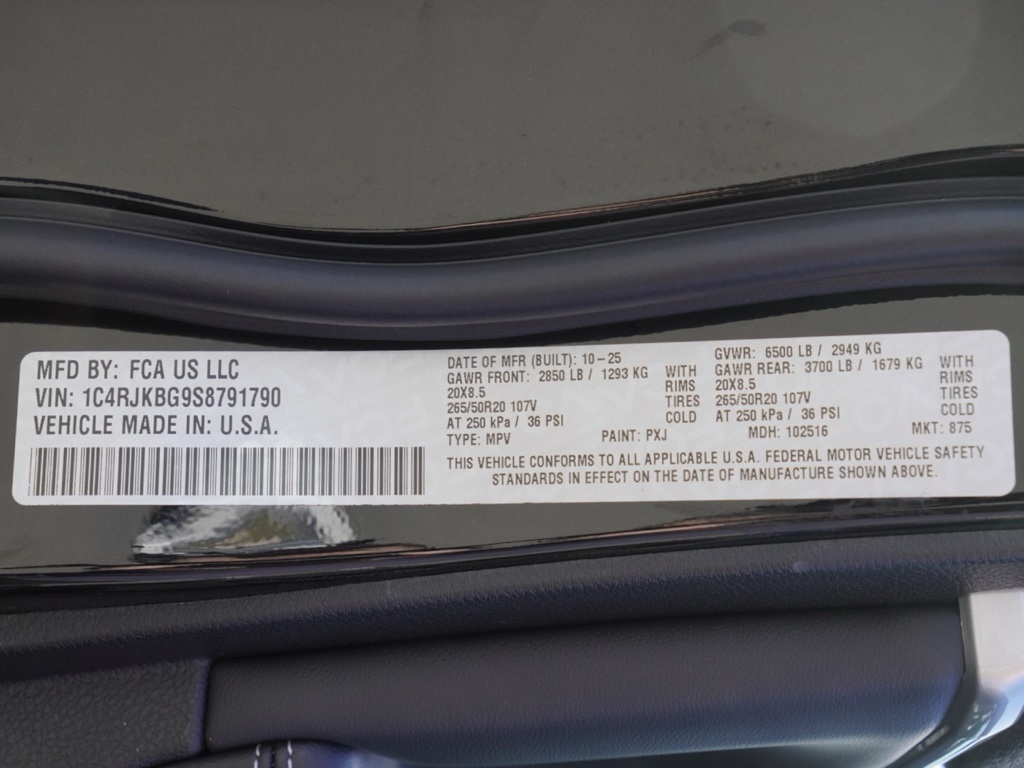 MFD BY: FCA US LLC
VIN: 1C4RJKBG9S8791790
VEHICLE MADE IN: U.S.A.
DATE OF MFR (BUILT): 10-25
GAWR FRONT: 2850 LB / 1293 KG WITH
20X8.5 RIMS
265/50R20 107V TIRES
AT 250 kPa / 36 PSI COLD
GVWR: 6500 LB / 2949 KG
GAWR REAR: 3700 LB / 1679 KG WITH
20X8.5 RIMS
265/50R20 107V TIRES
AT 250 kPa / 36 PSI COLD
TYPE: MPV PAINT: PXJ MDH: 102516 MKT: 875
THIS VEHICLE CONFORMS TO ALL APPLICABLE U.S.A. FEDERAL MOTOR VEHICLE SAFETY
STANDARDS IN EFFECT ON THE DATE OF MANUFACTURE SHOWN ABOVE.